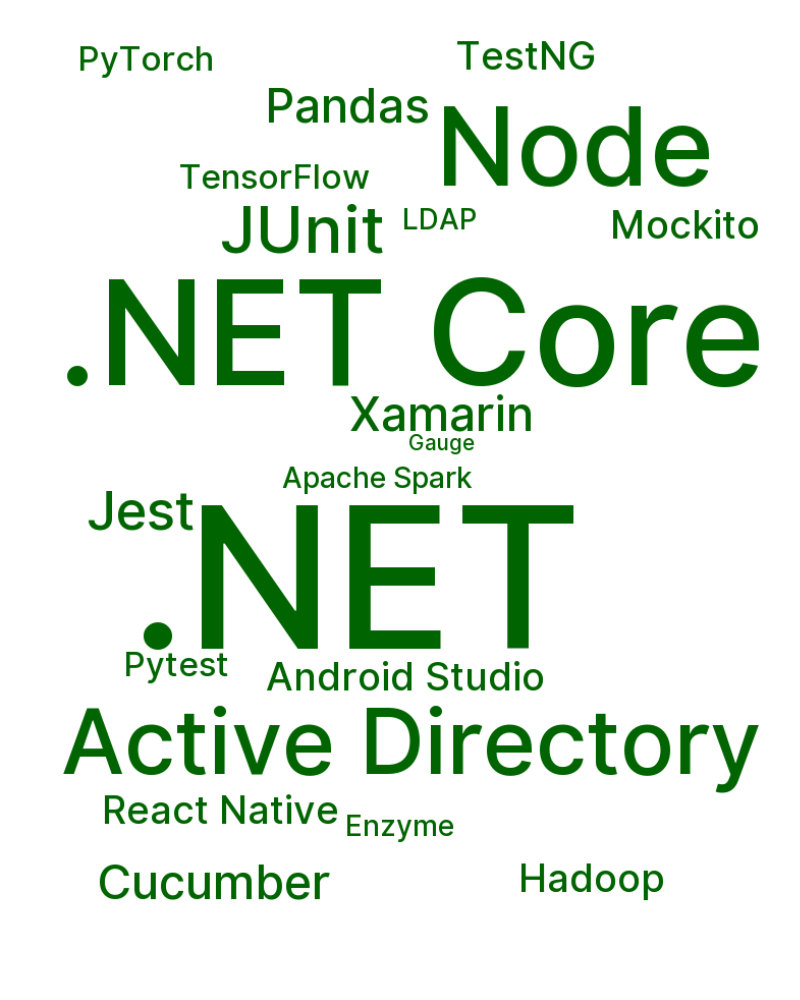 PyTorch
TestNG
Pandas
Node
TensorFlow
JUnit
LDAP
Mockito
.NET Core
Xamarin
Gauge
Apache Spark
Jest
.NET
Pytest
Android Studio
Active Directory
React Native
Enzyme
Cucumber
Hadoop